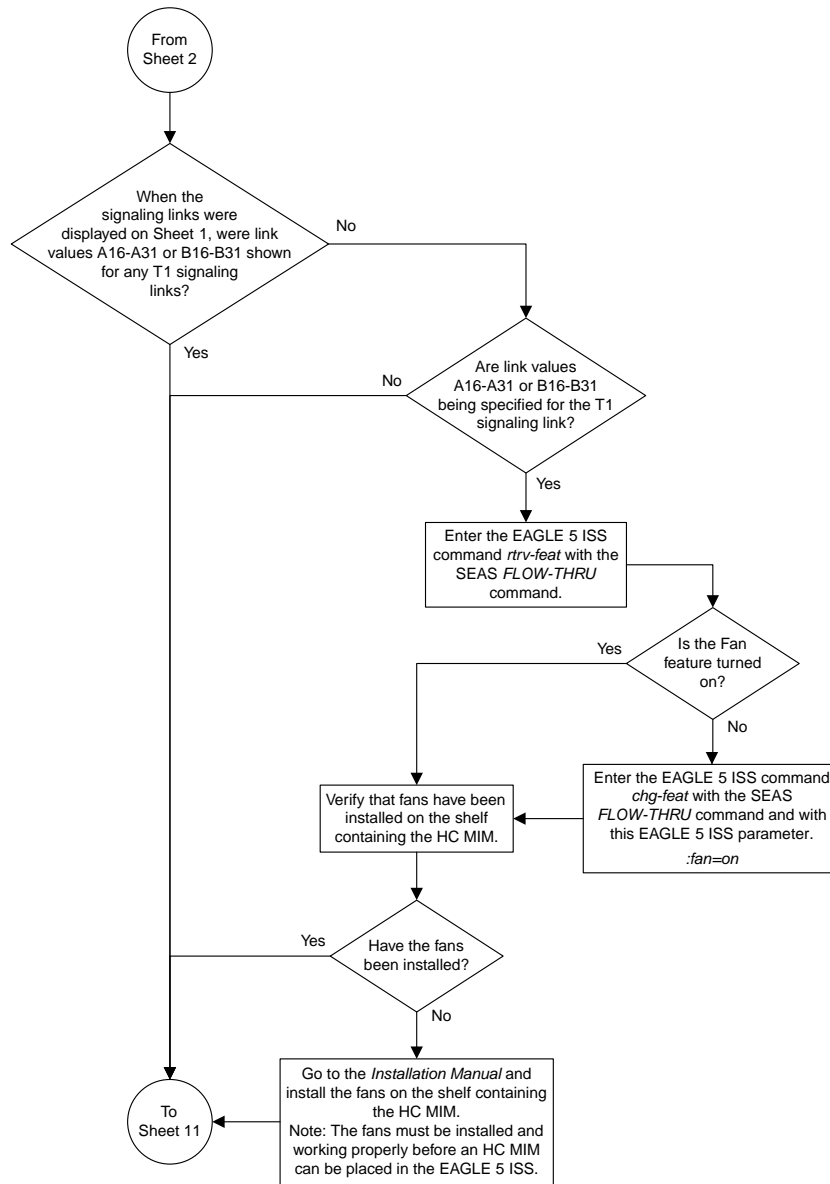 From
Sheet 2
When the
signaling links were
displayed on Sheet 1, were link
values A16-A31 or B16-B31 shown
for any T1 signaling
links?
No
Yes
Are link values
A16-A31 or B16-B31
being specified for the T1
signaling link?
No
Yes
Enter the EAGLE 5 ISS
command rtrv-feat with the
SEAS FLOW-THRU
command.
Is the Fan
feature turned
on?
Yes
No
Enter the EAGLE 5 ISS command
chg-feat with the SEAS
FLOW-THRU command and with
this EAGLE 5 ISS parameter.
:fan=on
Verify that fans have been
installed on the shelf
containing the HC MIM.
Have the fans
been installed?
Yes
No
Go to the Installation Manual and
install the fans on the shelf containing
the HC MIM.
Note: The fans must be installed and
working properly before an HC MIM
can be placed in the EAGLE 5 ISS.
To
Sheet 11